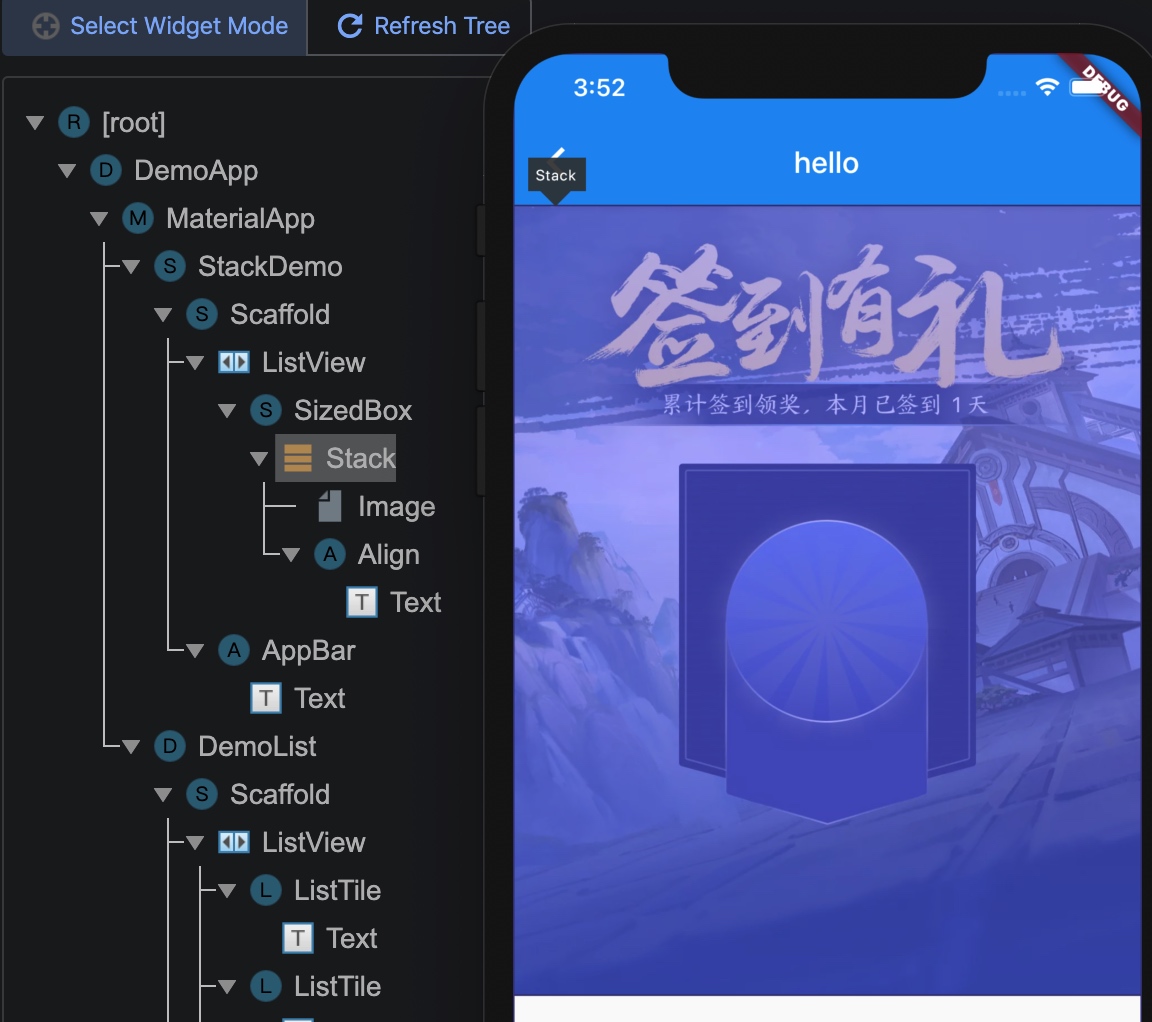 Select Widget Mode
Refresh Tree
R [root]
D DemoApp
M MaterialApp
S StackDemo
S Scaffold
ListView
S SizedBox
Stack
Image
A Align
T Text
A AppBar
T Text
D DemoList
S Scaffold
ListView
L ListTile
T Text
L ListTile
3:52
DEBUG
hello
Stack
签到有礼
累计签到领奖，本月已签到 1 天